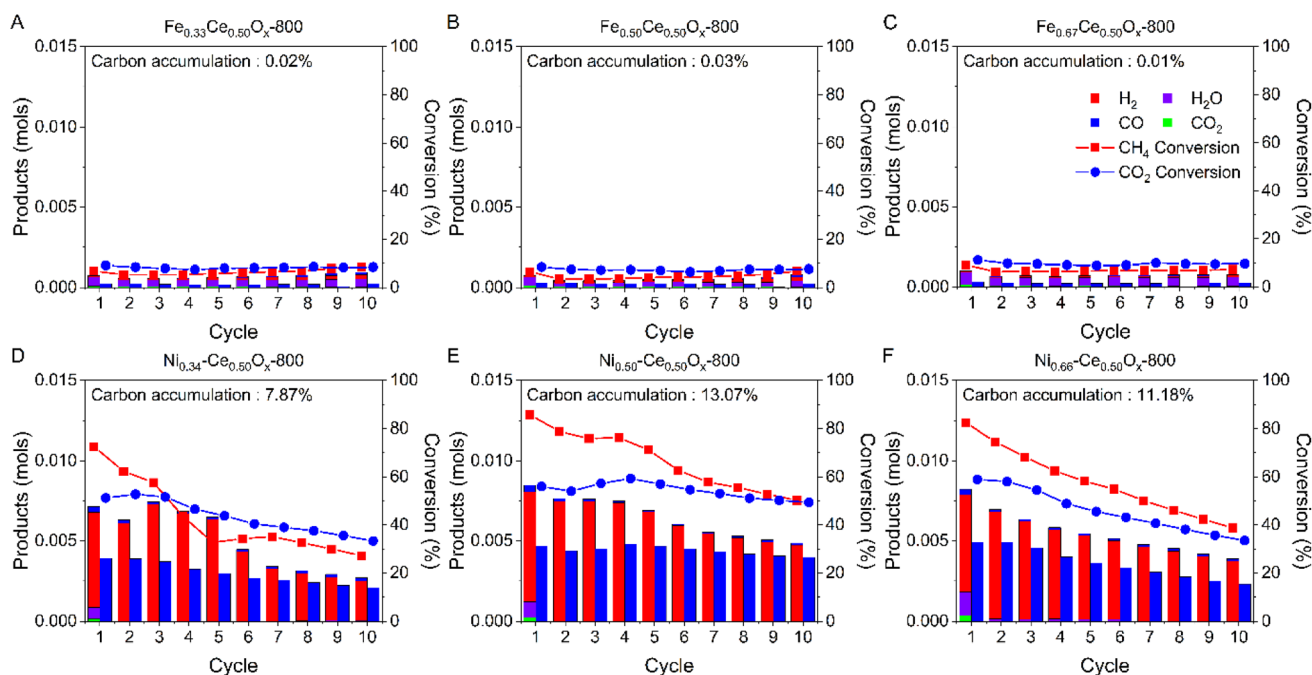 A
Fe0.33Ce0.50Ox-800
Carbon accumulation : 0.02%
Products (mols)
0.015
0.010
0.005
0.000
100
80
60
40
20
0
Conversion (%)
1 2 3 4 5 6 7 8 9 10
Cycle
B
Fe0.50Ce0.50Ox-800
Carbon accumulation : 0.03%
Products (mols)
0.015
0.010
0.005
0.000
100
80
60
40
20
0
Conversion (%)
1 2 3 4 5 6 7 8 9 10
Cycle
C
Fe0.67Ce0.50Ox-800
Carbon accumulation : 0.01%
H2 H2O
CO CO2
CH4 Conversion
CO2 Conversion
Products (mols)
0.015
0.010
0.005
0.000
100
80
60
40
20
0
Conversion (%)
1 2 3 4 5 6 7 8 9 10
Cycle
D
Ni0.34-Ce0.50Ox-800
Carbon accumulation : 7.87%
Products (mols)
0.015
0.010
0.005
0.000
100
80
60
40
20
0
Conversion (%)
1 2 3 4 5 6 7 8 9 10
Cycle
E
Ni0.50-Ce0.50Ox-800
Carbon accumulation : 13.07%
Products (mols)
0.015
0.010
0.005
0.000
100
80
60
40
20
0
Conversion (%)
1 2 3 4 5 6 7 8 9 10
Cycle
F
Ni0.66-Ce0.50Ox-800
Carbon accumulation : 11.18%
Products (mols)
0.015
0.010
0.005
0.000
100
80
60
40
20
0
Conversion (%)
1 2 3 4 5 6 7 8 9 10
Cycle